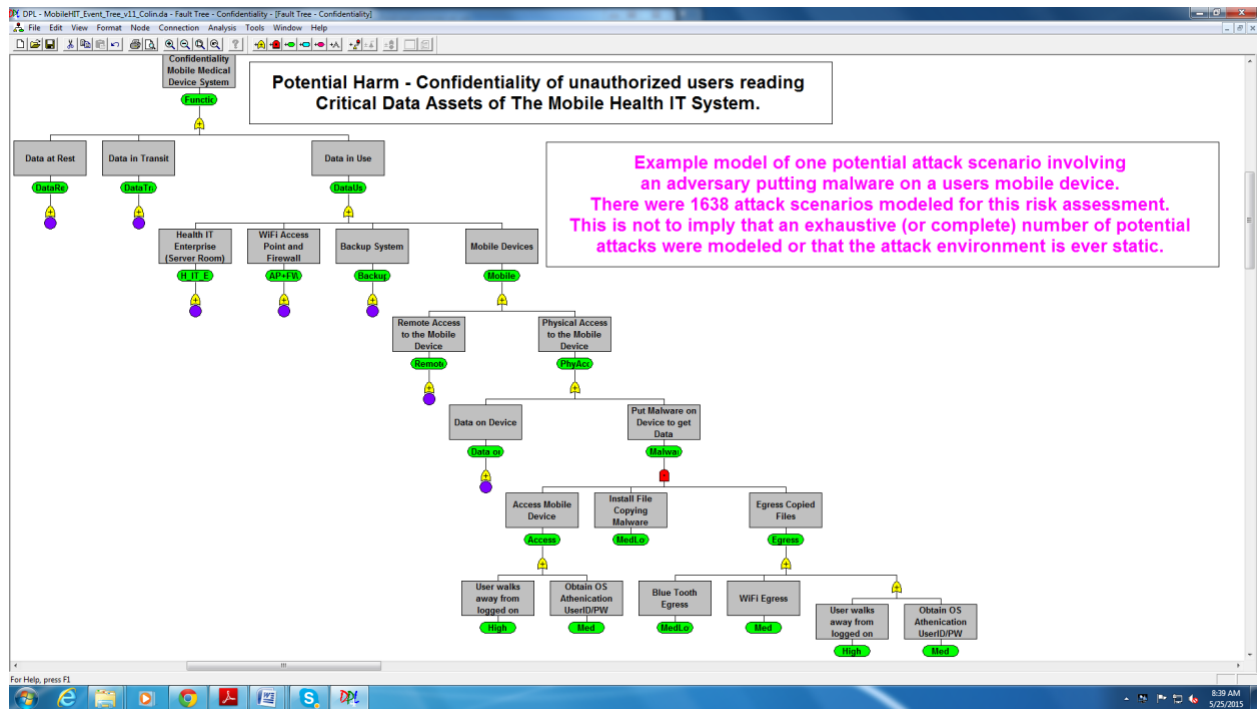 DPL - MobileHIT_Event_Tree_v11_Colin.da - Fault Tree - Confidentiality - [Fault Tree - Confidentiality]
File Edit View Format Node Connection Analysis Tools Window Help
Confidentiality
Mobile Medical
Device System
Functio
Potential Harm - Confidentiality of unauthorized users reading
Critical Data Assets of The Mobile Health IT System.
Data at Rest
Data in Transit
Data in Use
DataRe
DataTra
DataUs
Example model of one potential attack scenario involving
an adversary putting malware on a users mobile device.
There were 1638 attack scenarios modeled for this risk assessment.
This is not to imply that an exhaustive (or complete) number of potential
attacks were modeled or that the attack environment is ever static.
Health IT
Enterprise
(Server Room)
WiFi Access
Point and
Firewall
Backup System
Mobile Devices
H_IT_E
AP+FW
Backup
Mobile
Remote Access
to the Mobile
Device
Physical Access
to the Mobile
Device
Remote
PhyAcc
Data on Device
Put Malware on
Device to get
Data
Data on
Malwar
Access Mobile
Device
Install File
Copying
Malware
Egress Copied
Files
Access
MedLo
Egress
User walks
away from
logged on
Obtain OS
Athenication
UserID/PW
Blue Tooth
Egress
WiFi Egress
User walks
away from
logged on
Obtain OS
Athenication
UserID/PW
High
Med
MedLo
Med
High
Med
For Help, press F1
8:39 AM
5/25/2015